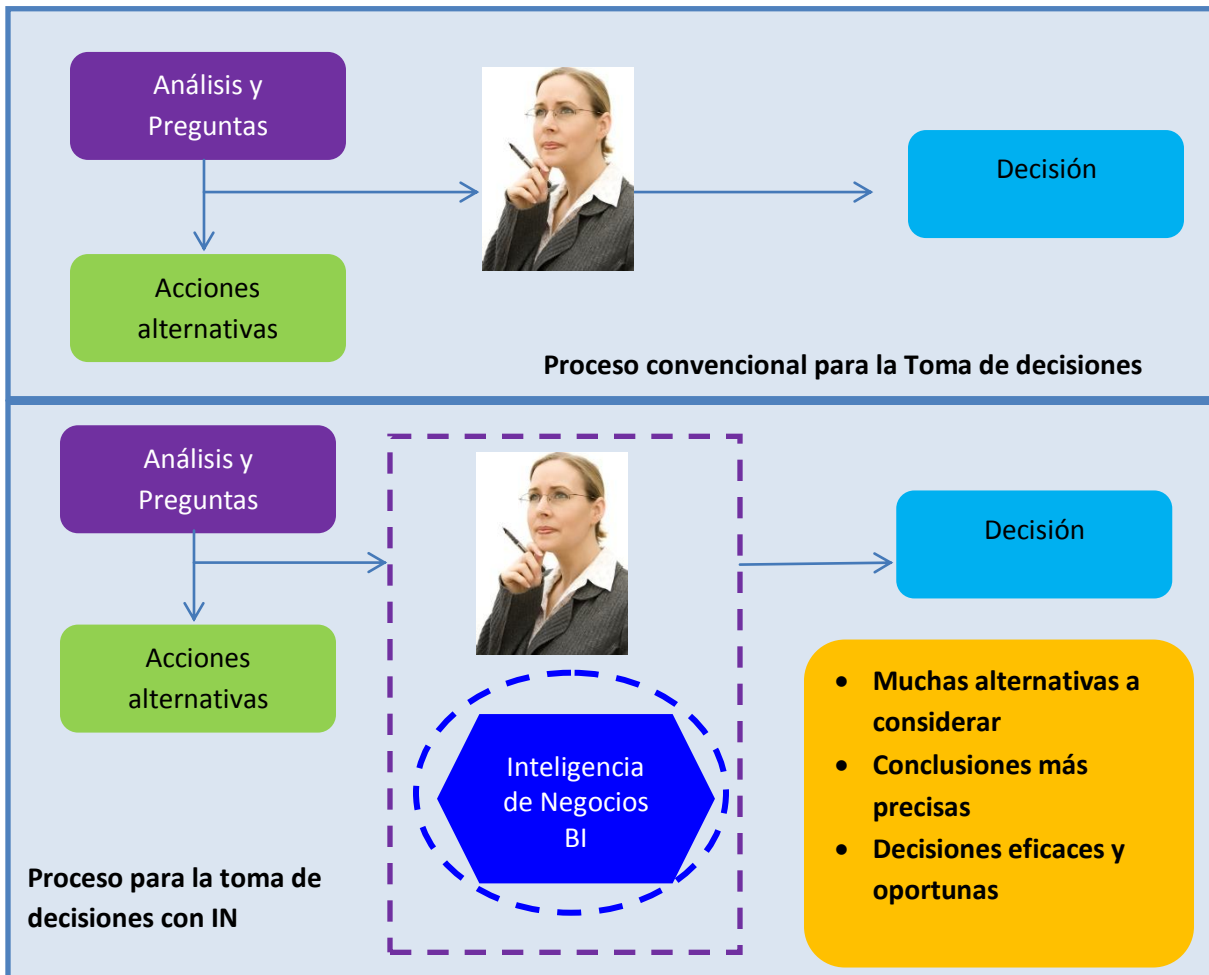 Análisis y
Preguntas
Decisión
Acciones
alternativas
Proceso convencional para la Toma de decisiones
Análisis y
Preguntas
Decisión
Acciones
alternativas
Inteligencia
de Negocios
BI
• Muchas alternativas a
considerar
• Conclusiones más
precisas
• Decisiones eficaces y
oportunas
Proceso para la toma de
decisiones con IN